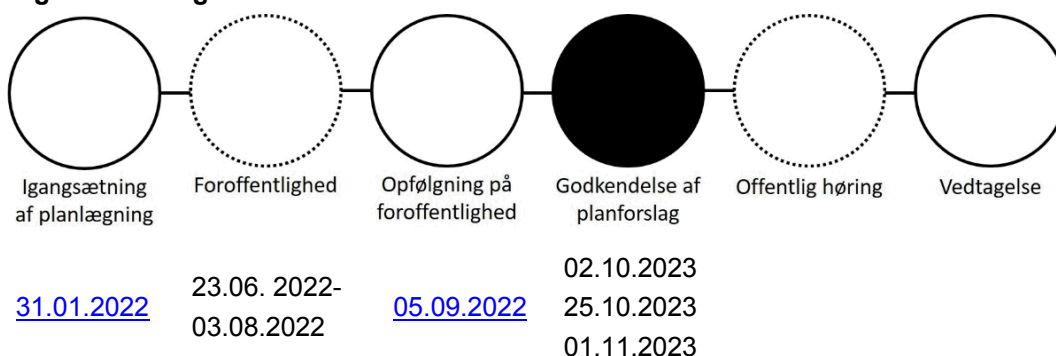 Igangsætning
af planlægning
Foroffentlighed
Opfølgning på
foroffentlighed
Godkendelse af
planforslag
Offentlig høring
Vedtagelse
31.01.2022
23.06. 2022-
03.08.2022
05.09.2022
02.10.2023
25.10.2023
01.11.2023